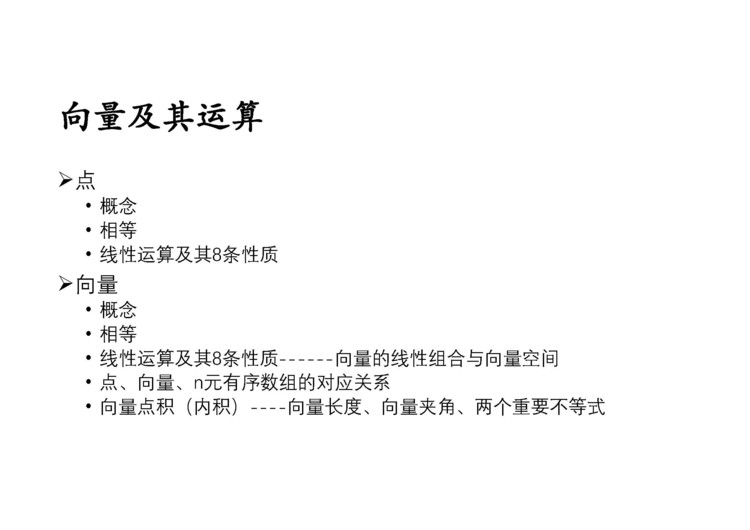 向量及其运算
➢点
• 概念
• 相等
• 线性运算及其8条性质
➢向量
• 概念
• 相等
• 线性运算及其8条性质------向量的线性组合与向量空间
• 点、向量、n元有序数组的对应关系
• 向量点积（内积）----向量长度、向量夹角、两个重要不等式